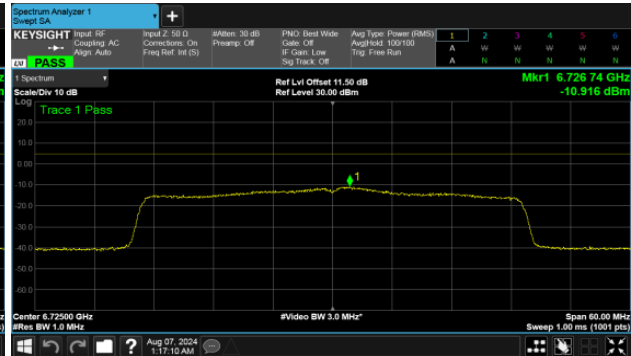 Spectrum Analyzer 1
Swept SA
KEYSIGHT
Input: RF
Coupling: AC
Align: Auto
Input Z: 50 Ω
Corrections: On
Freq Ref: Int (S)
#Atten: 30 dB
Preamp: Off
PNO: Best Wide
Gate: Off
IF Gain: Low
Sig Track: Off
Avg Type: Power (RMS)
Avg|Hold: 100/100
Trig: Free Run
1 2 3 4 5 6
A W W W W W
A N N N N N
LXI PASS
1 Spectrum
Scale/Div 10 dB
Ref Lvl Offset 11.50 dB
Ref Level 30.00 dBm
Mkr1 6.726 74 GHz
-10.916 dBm
Log
Trace 1 Pass
20.0
10.0
0.00
-10.0
1
-20.0
-30.0
-40.0
-50.0
-60.0
Center 6.72500 GHz
#Res BW 1.0 MHz
#Video BW 3.0 MHz*
Span 60.00 MHz
Sweep 1.00 ms (1001 pts)
Aug 07, 2024
1:17:10 AM